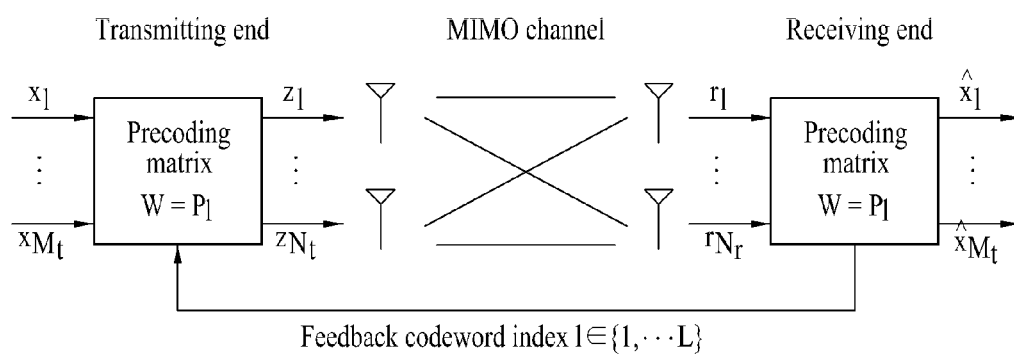 Transmitting end MIMO channel Receiving end
x1 z1 r1 x̂1
Precoding matrix W = Pl
Precoding matrix W = Pl
⋮ ⋮ ⋮ ⋮
xMt zNt rNr x̂Mt
Feedback codeword index l∈{1,⋯L}